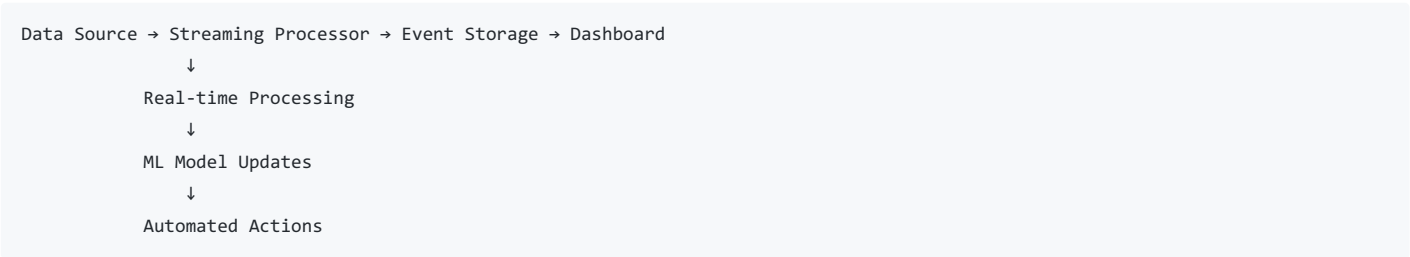 Data Source → Streaming Processor → Event Storage → Dashboard
↓
Real-time Processing
↓
ML Model Updates
↓
Automated Actions